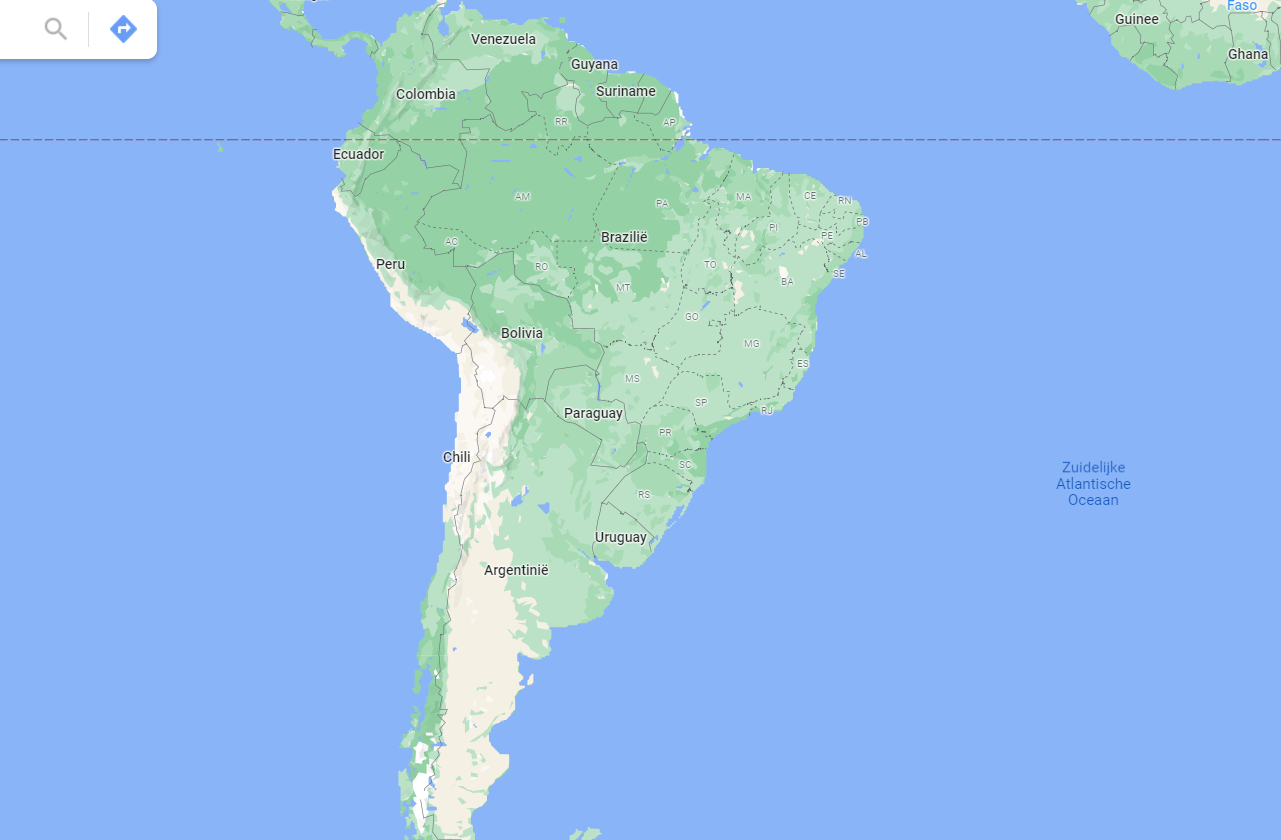 Faso
Guinee
Ghana
Venezuela
Guyana
Suriname
Colombia
RR
AP
Ecuador
AM
PA
MA
CE
RN
PB
PI
PE
Brazilië
AC
AL
Peru
RO
TO
SE
MT
BA
GO
Bolivia
MG
ES
MS
SP
RJ
Paraguay
PR
Chili
SC
Zuidelijke
Atlantische
Oceaan
RS
Uruguay
Argentinië